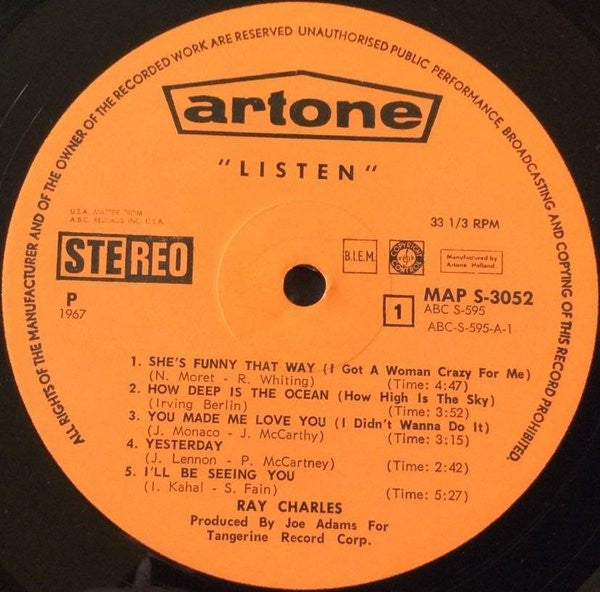 ALL RIGHTS OF THE MANUFACTURER AND OF THE OWNER OF THE RECORDED WORK ARE RESERVED UNAUTHORISED PUBLIC PERFORMANCE, BROADCASTING AND COPYING OF THIS RECORD PROHIBITED.
artone
"LISTEN"
U.S.A. MATTER FROM
A.B.C. RECORDS INC. U.S.A.
33 1/3 RPM
STEREO
B.I.E.M.
COPYRIGHT
CONTROL
Manufactured by
Artone Holland.
P
1967
1
MAP S-3052
ABC S-595
ABC-S-595-A-1
1. SHE'S FUNNY THAT WAY (I Got A Woman Crazy For Me)
(N. Moret - R. Whiting) (Time: 4:47)
2. HOW DEEP IS THE OCEAN (How High Is The Sky)
(Irving Berlin) (Time: 3:52)
3. YOU MADE ME LOVE YOU (I Didn't Wanna Do It)
(J. Monaco - J. McCarthy) (Time: 3:15)
4. YESTERDAY
(J. Lennon - P. McCartney) (Time: 2:42)
5. I'LL BE SEEING YOU
(I. Kahal - S. Fain) (Time: 5:27)
RAY CHARLES
Produced By Joe Adams For
Tangerine Record Corp.